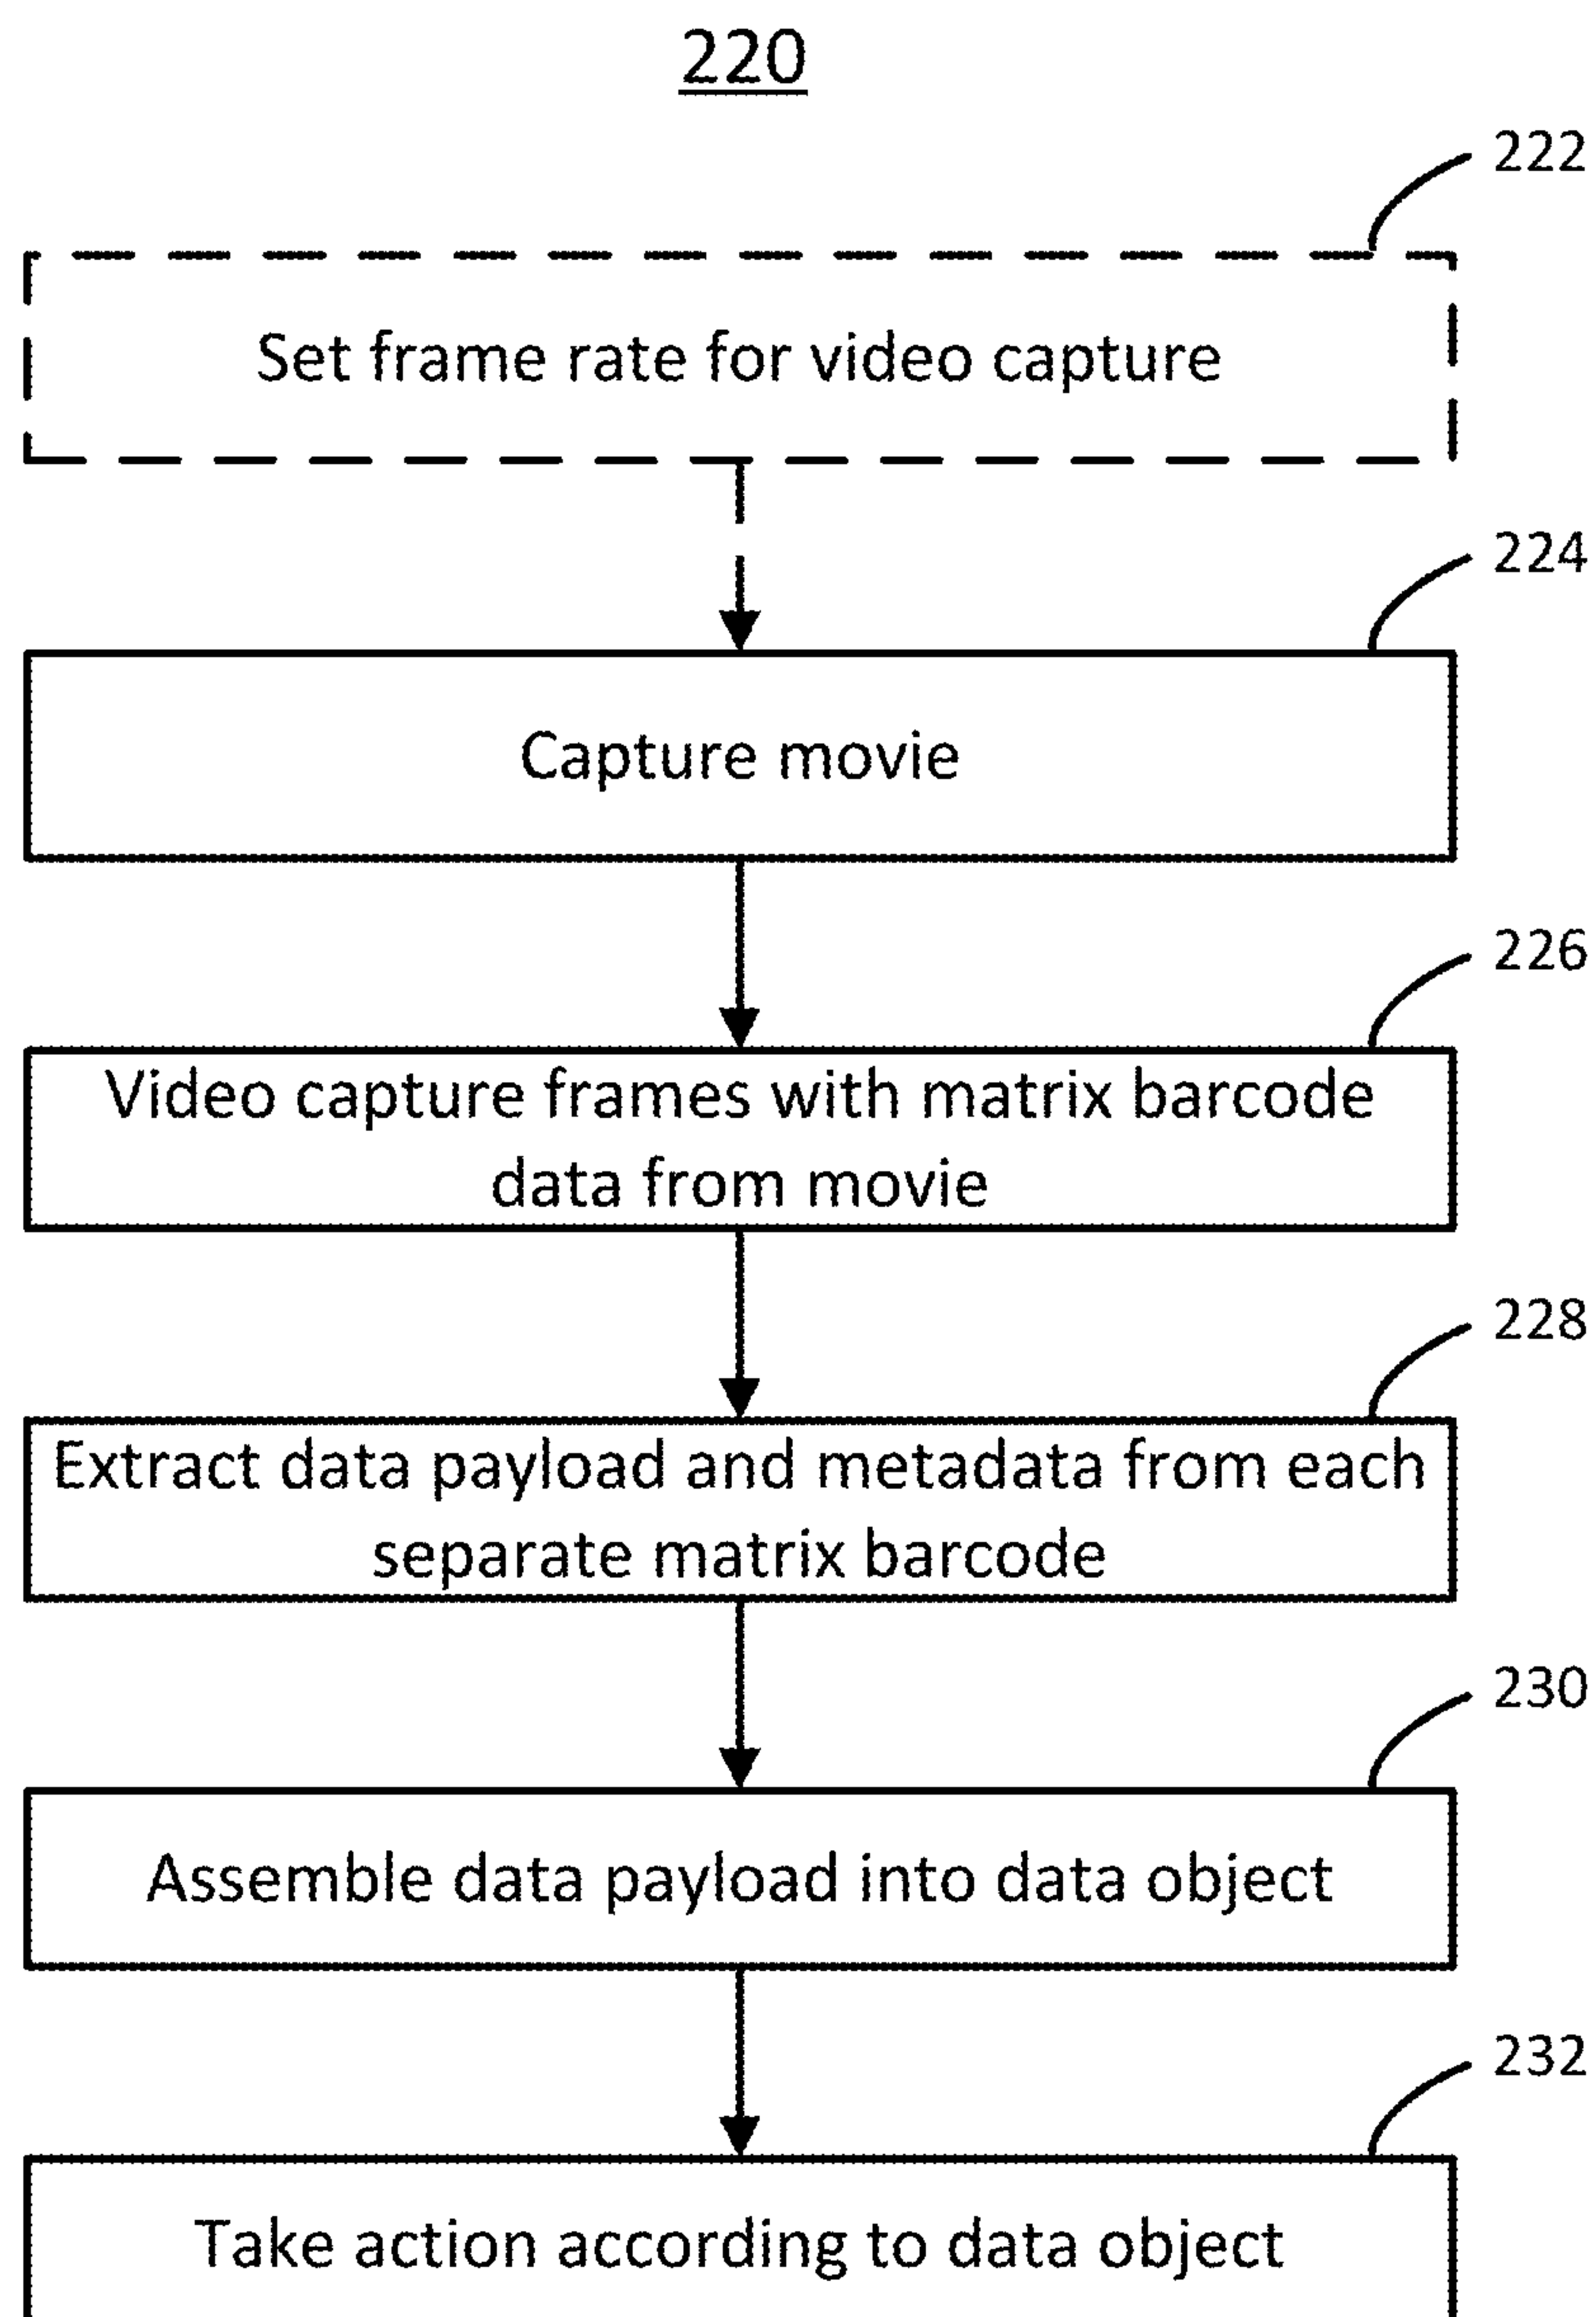 220
222
Set frame rate for video capture
224
Capture movie
226
Video capture frames with matrix barcode
data from movie
228
Extract data payload and metadata from each
separate matrix barcode
230
Assemble data payload into data object
232
Take action according to data object